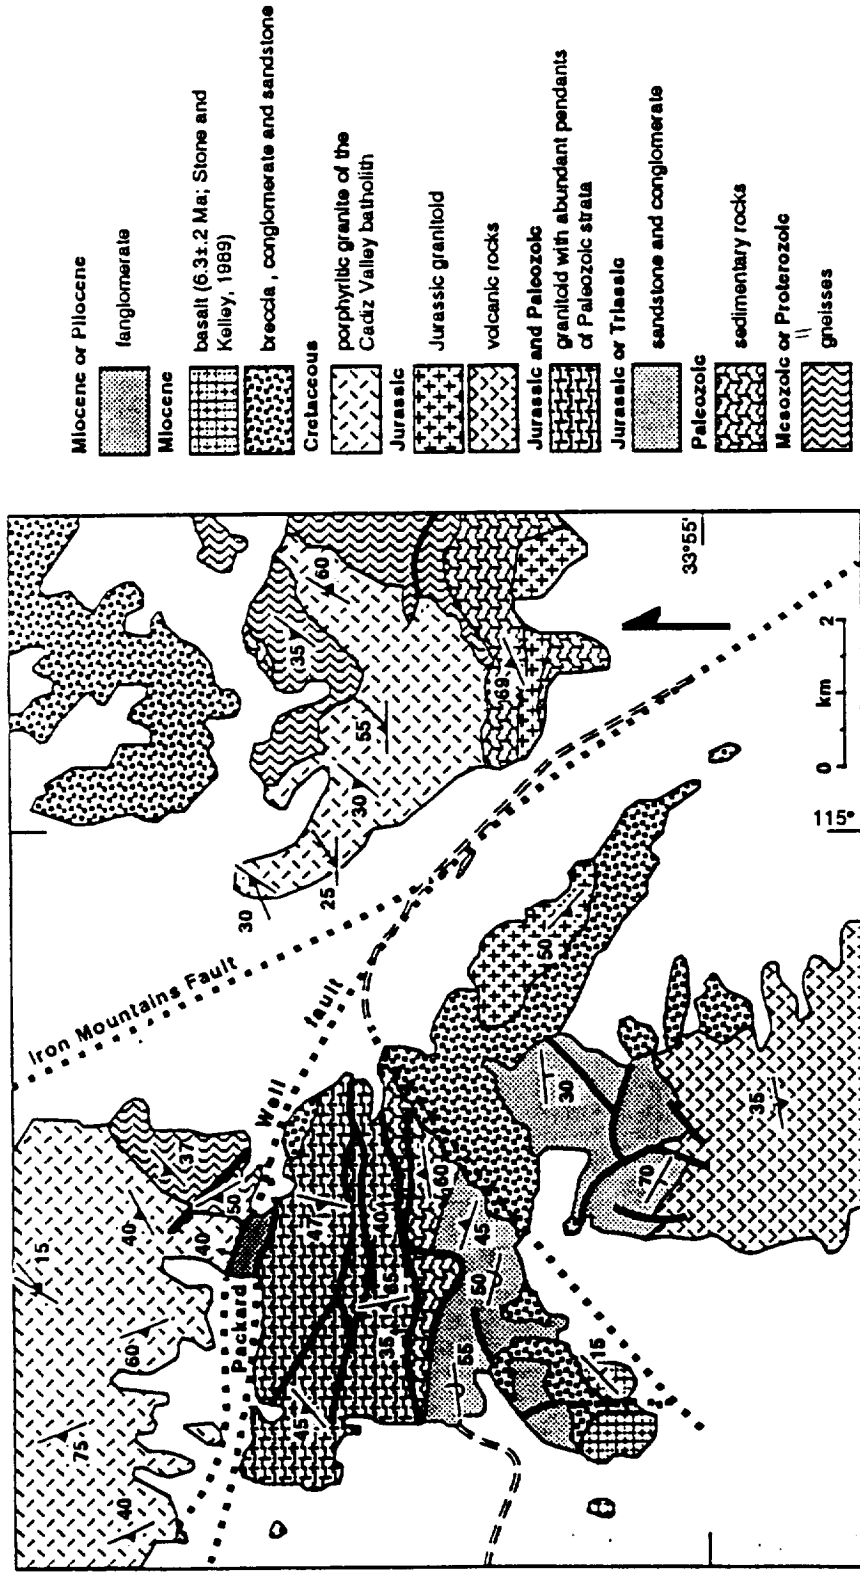 Miocene or Pliocene
fanglomerate
Miocene
basalt (6.3±.2 Ma; Stone and
Kelley, 1989)
breccia , conglomerate and sandstone
Cretaceous
porphyritic granite of the
Cadiz Valley batholith
Jurassic
Jurassic granitoid
volcanic rocks
Jurassic and Paleozoic
granitoid with abundant pendants
of Paleozoic strata
Jurassic or Triassic
sandstone and conglomerate
Paleozoic
sedimentary rocks
Mesozoic or Proterozoic
gneisses
Iron Mountains Fault
Packard Well fault
33°55'
115°
0 km 2
75
60
15
40
40
40
37
50
45
47
35
65
40
60
55
50
45
15
70
30
35
50
30
25
30
55
35
60
69